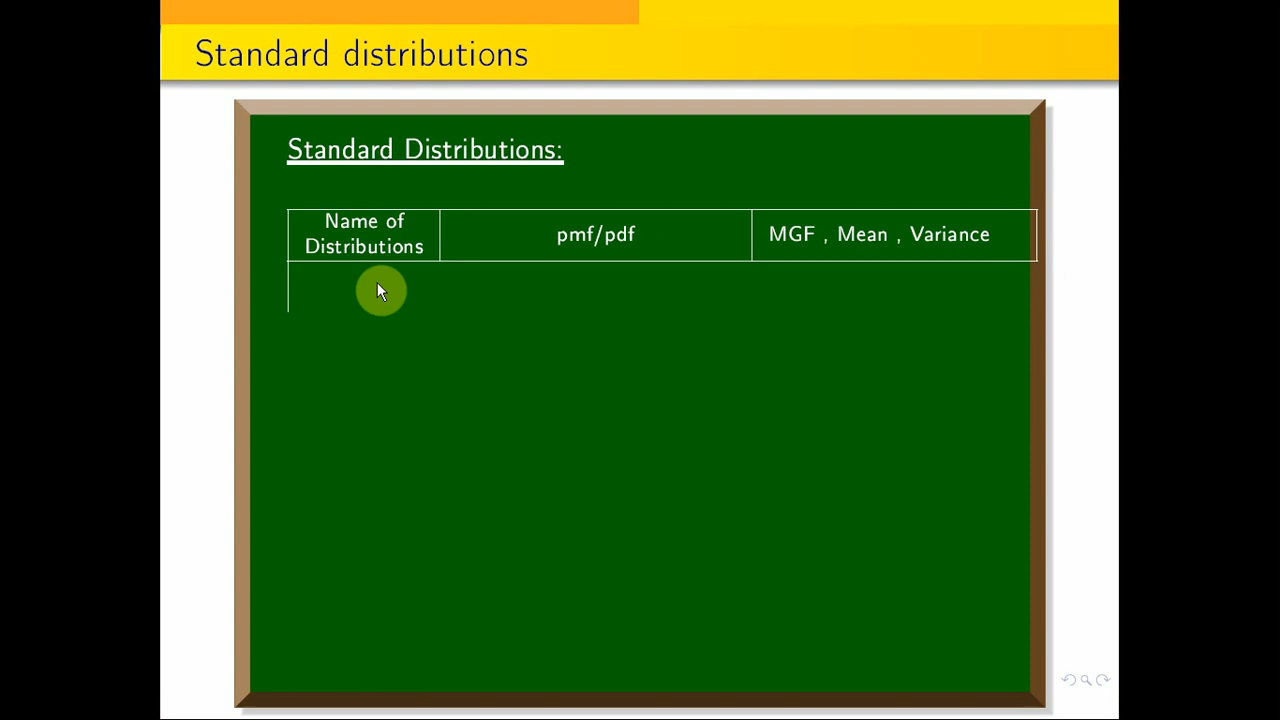 Standard distributions
Standard Distributions:
Name of
Distributions
pmf/pdf
MGF , Mean , Variance